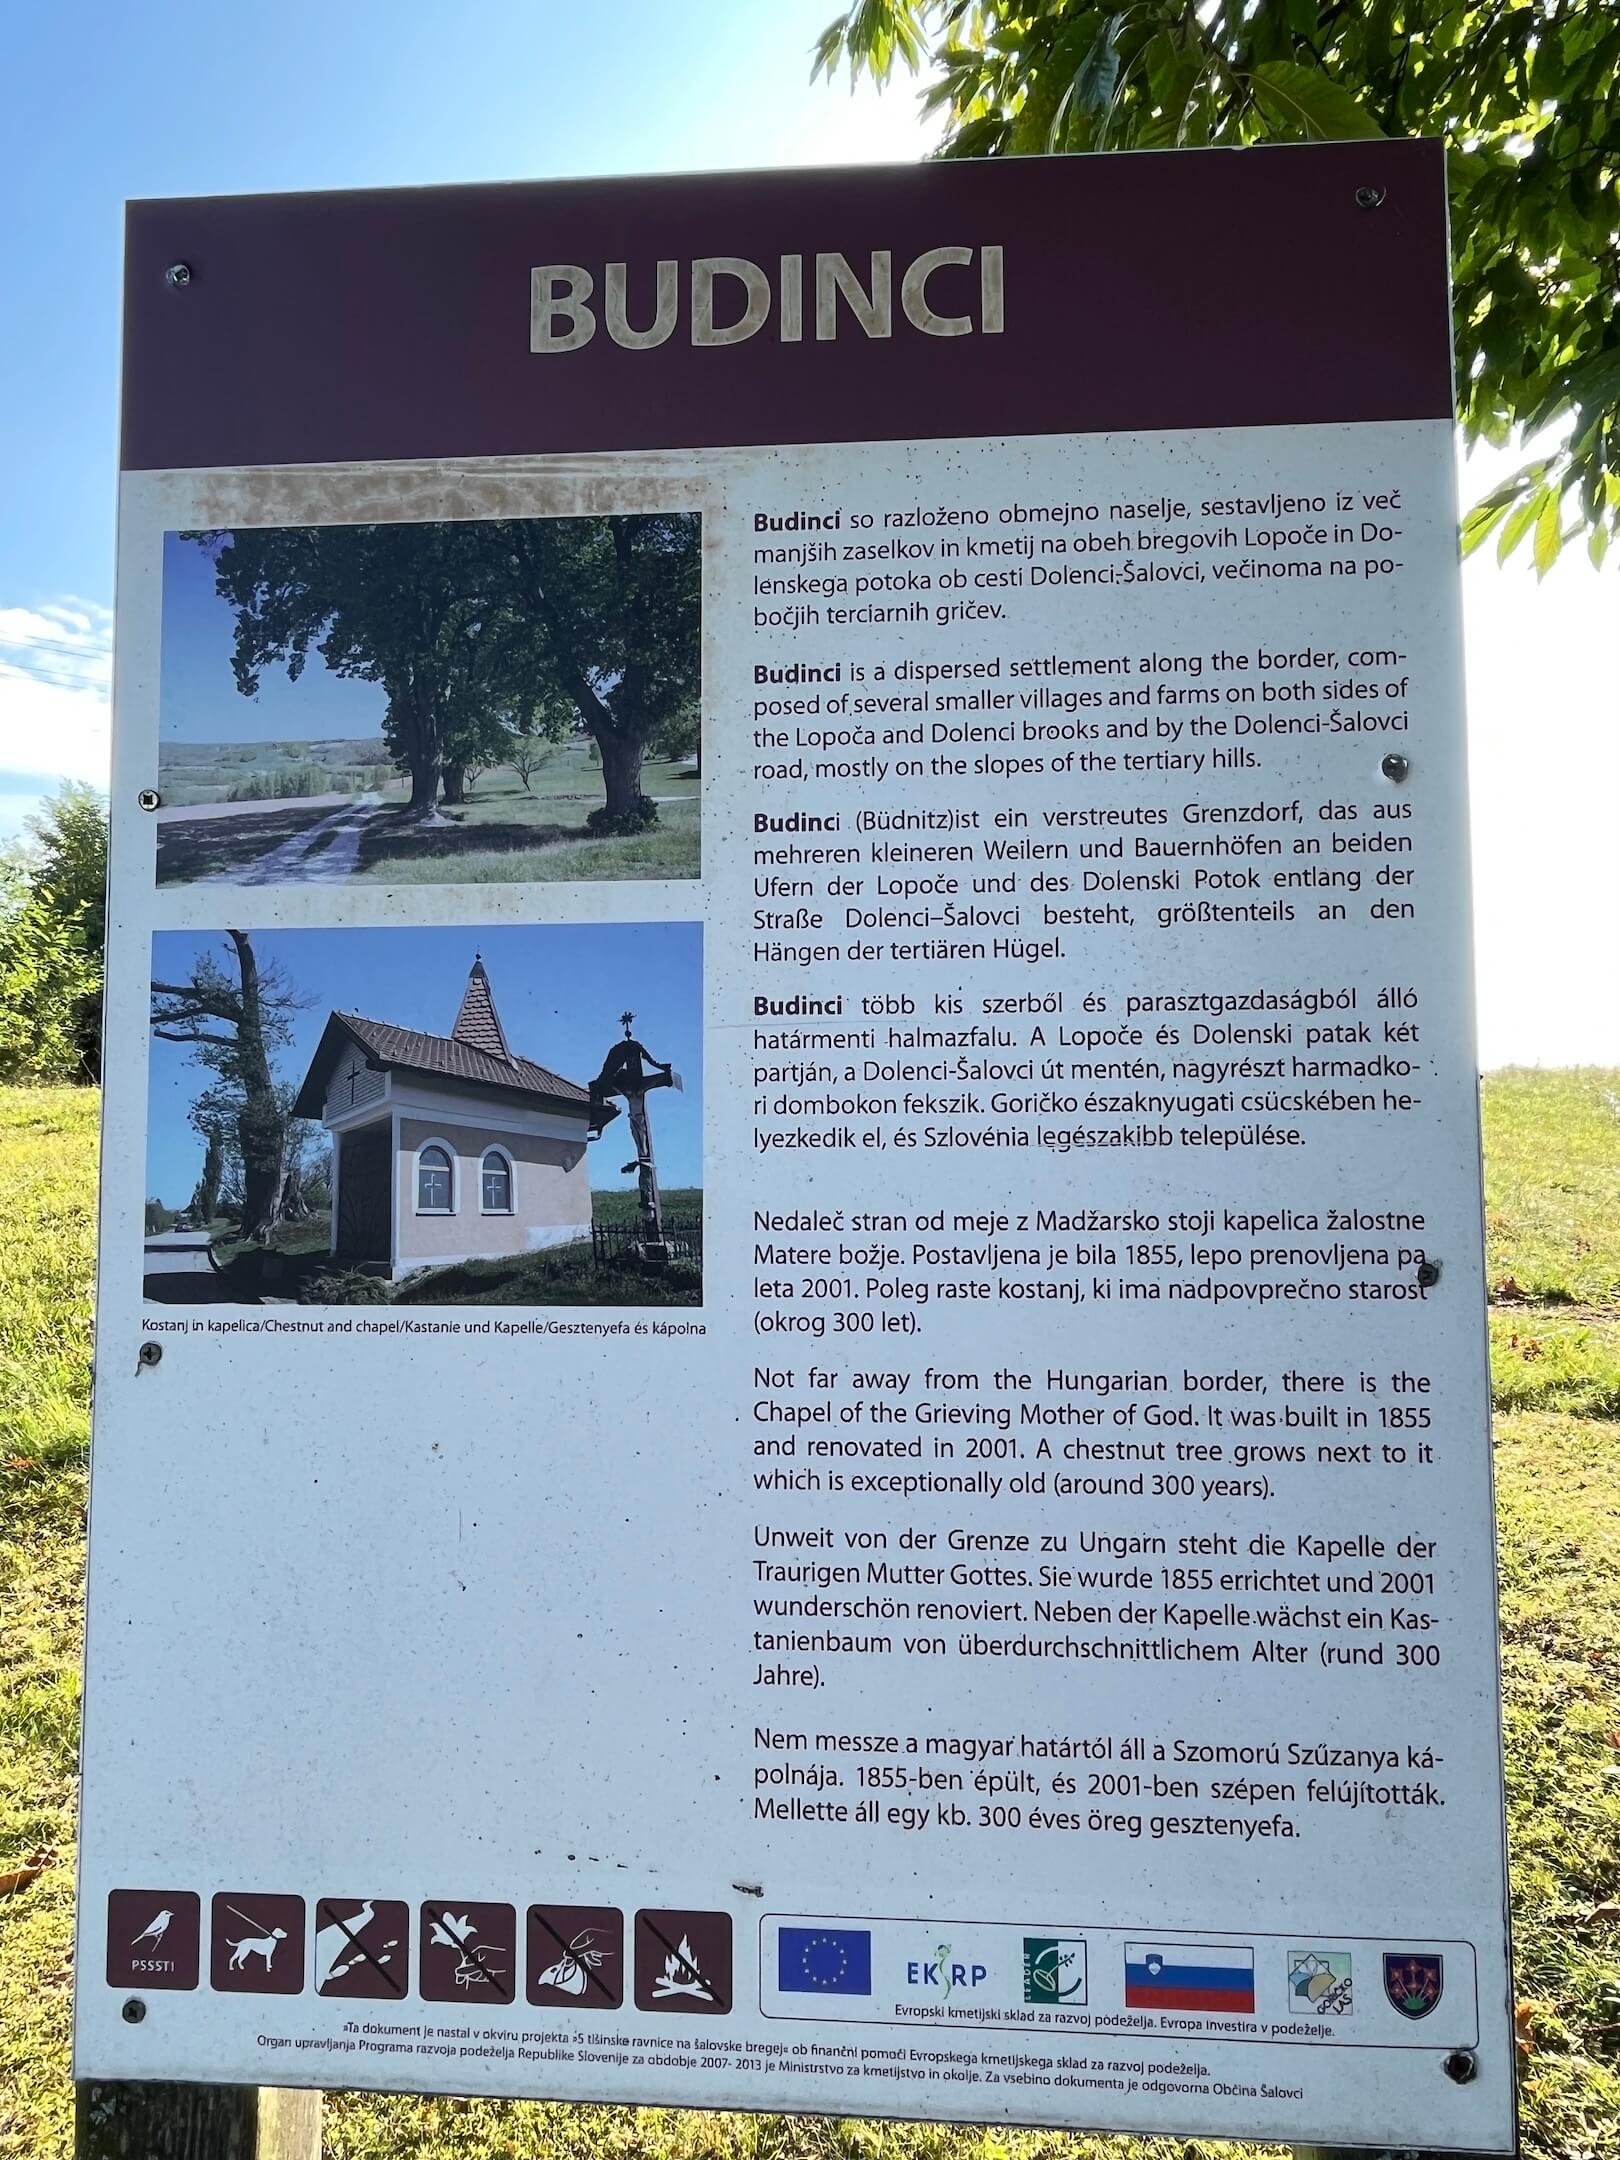 BUDINCI
Budinci so razloženo obmejno naselje, sestavljeno iz več
manjših zaselkov in kmetij na obeh bregovih Lopoče in Do-
lenskega potoka ob cesti Dolenci-Šalovci, večinoma na po-
bočjih terciarnih gričev.
Budinci is a dispersed settlement along the border, com-
posed of several smaller villages and farms on both sides of
the Lopoča and Dolenci brooks and by the Dolenci-Šalovci
road, mostly on the slopes of the tertiary hills.
Budinci (Büdnitz)ist ein verstreutes Grenzdorf, das aus
mehreren kleineren Weilern und Bauernhöfen an beiden
Ufern der Lopoče und des Dolenski Potok entlang der
Straße Dolenci–Šalovci besteht, größtenteils an den
Hängen der tertiären Hügel.
Budinci több kis szerből és parasztgazdaságból álló
határmenti halmazfalu. A Lopoče és Dolenski patak két
partján, a Dolenci-Šalovci út mentén, nagyrészt harmadko-
ri dombokon fekszik. Goričko északnyugati csücskében he-
lyezkedik el, és Szlovénia legészakibb települése.
Nedaleč stran od meje z Madžarsko stoji kapelica žalostne
Matere božje. Postavljena je bila 1855, lepo prenovljena pa
leta 2001. Poleg raste kostanj, ki ima nadpovprečno starost
(okrog 300 let).
Not far away from the Hungarian border, there is the
Chapel of the Grieving Mother of God. It was built in 1855
and renovated in 2001. A chestnut tree grows next to it
which is exceptionally old (around 300 years).
Unweit von der Grenze zu Ungarn steht die Kapelle der
Traurigen Mutter Gottes. Sie wurde 1855 errichtet und 2001
wunderschön renoviert. Neben der Kapelle wächst ein Kas-
tanienbaum von überdurchschnittlichem Alter (rund 300
Jahre).
Nem messze a magyar határtól áll a Szomorú Szűzanya ká-
polnája. 1855-ben épült, és 2001-ben szépen felújították.
Mellette áll egy kb. 300 éves öreg gesztenyefa.
Kostanj in kapelica/Chestnut and chapel/Kastanie und Kapelle/Gesztenyefa és kápolna
PSSST!
EKSRP
LEADER
GORIČKO
LAS
Evropski kmetijski sklad za razvoj podeželja. Evropa investira v podeželje.
»Ta dokument je nastal v okviru projekta »5 tišinske ravnice na šalovske bregej« ob finančni pomoči Evropskega kmetijskega sklad za razvoj podeželja.
Organ upravljanja Programa razvoja podeželja Republike Slovenije za obdobje 2007- 2013 je Ministrstvo za kmetijstvo in okolje. Za vsebino dokumenta je odgovorna Občina Šalovci